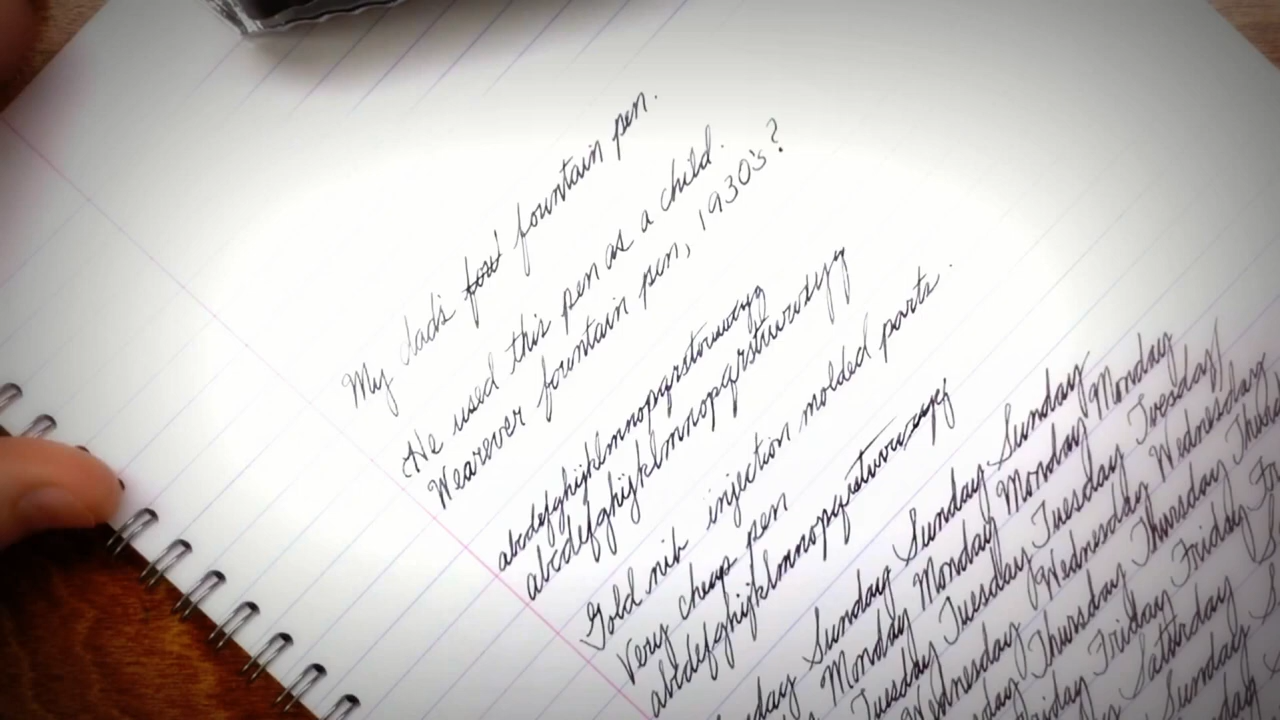 My dad's fow fountain pen.
He used this pen as a child.
Wearever fountain pen, 1930's?
abcdefghijklmnopqrstuvwxyz
abcdefghijklmnopqrstuvwxyz
Gold nib injection molded parts.
Very cheap pen
abcdefghijklmnopqrstuvwxyz
Sunday Sunday Sunday
Monday Monday Monday Monday
Tuesday Tuesday Tuesday Tuesday
Wednesday Wednesday Wednesday
Thursday Thursday Thursday
Friday Friday Friday
Saturday
Sunday